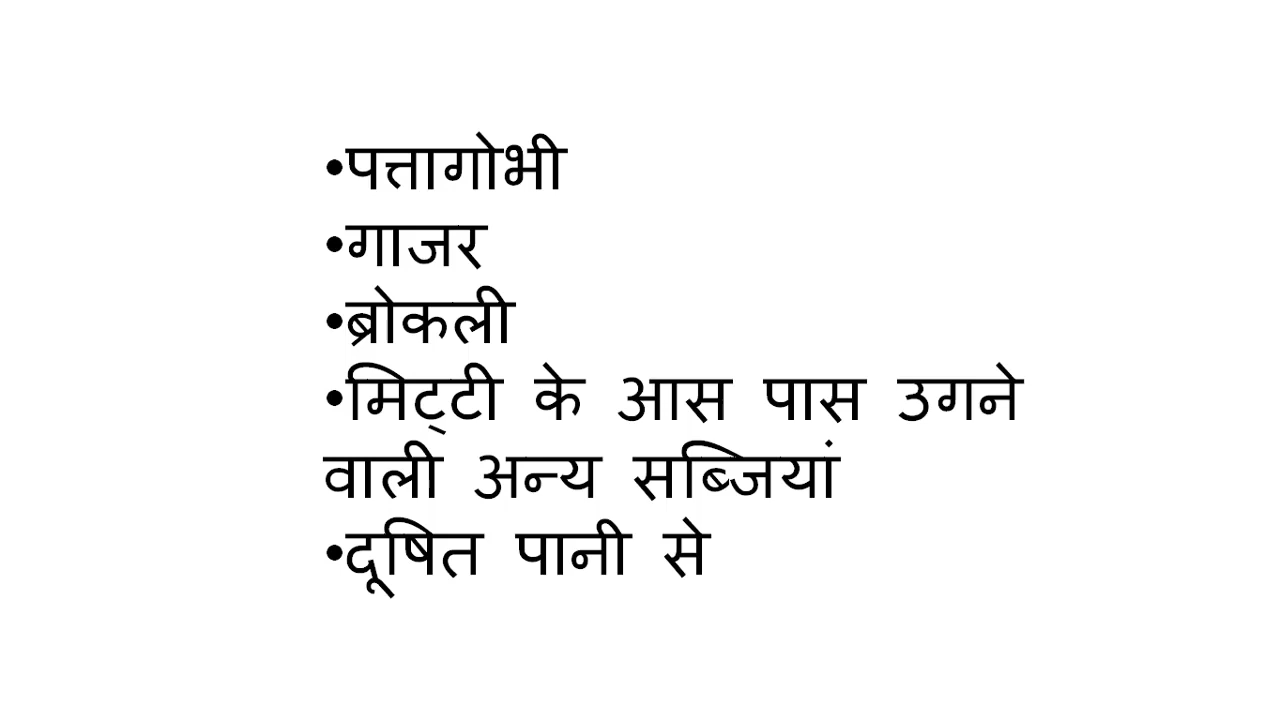 •पत्तागोभी
•गाजर
•ब्रोकली
•मिट्टी के आस पास उगने
वाली अन्य सब्जियां
•दूषित पानी से